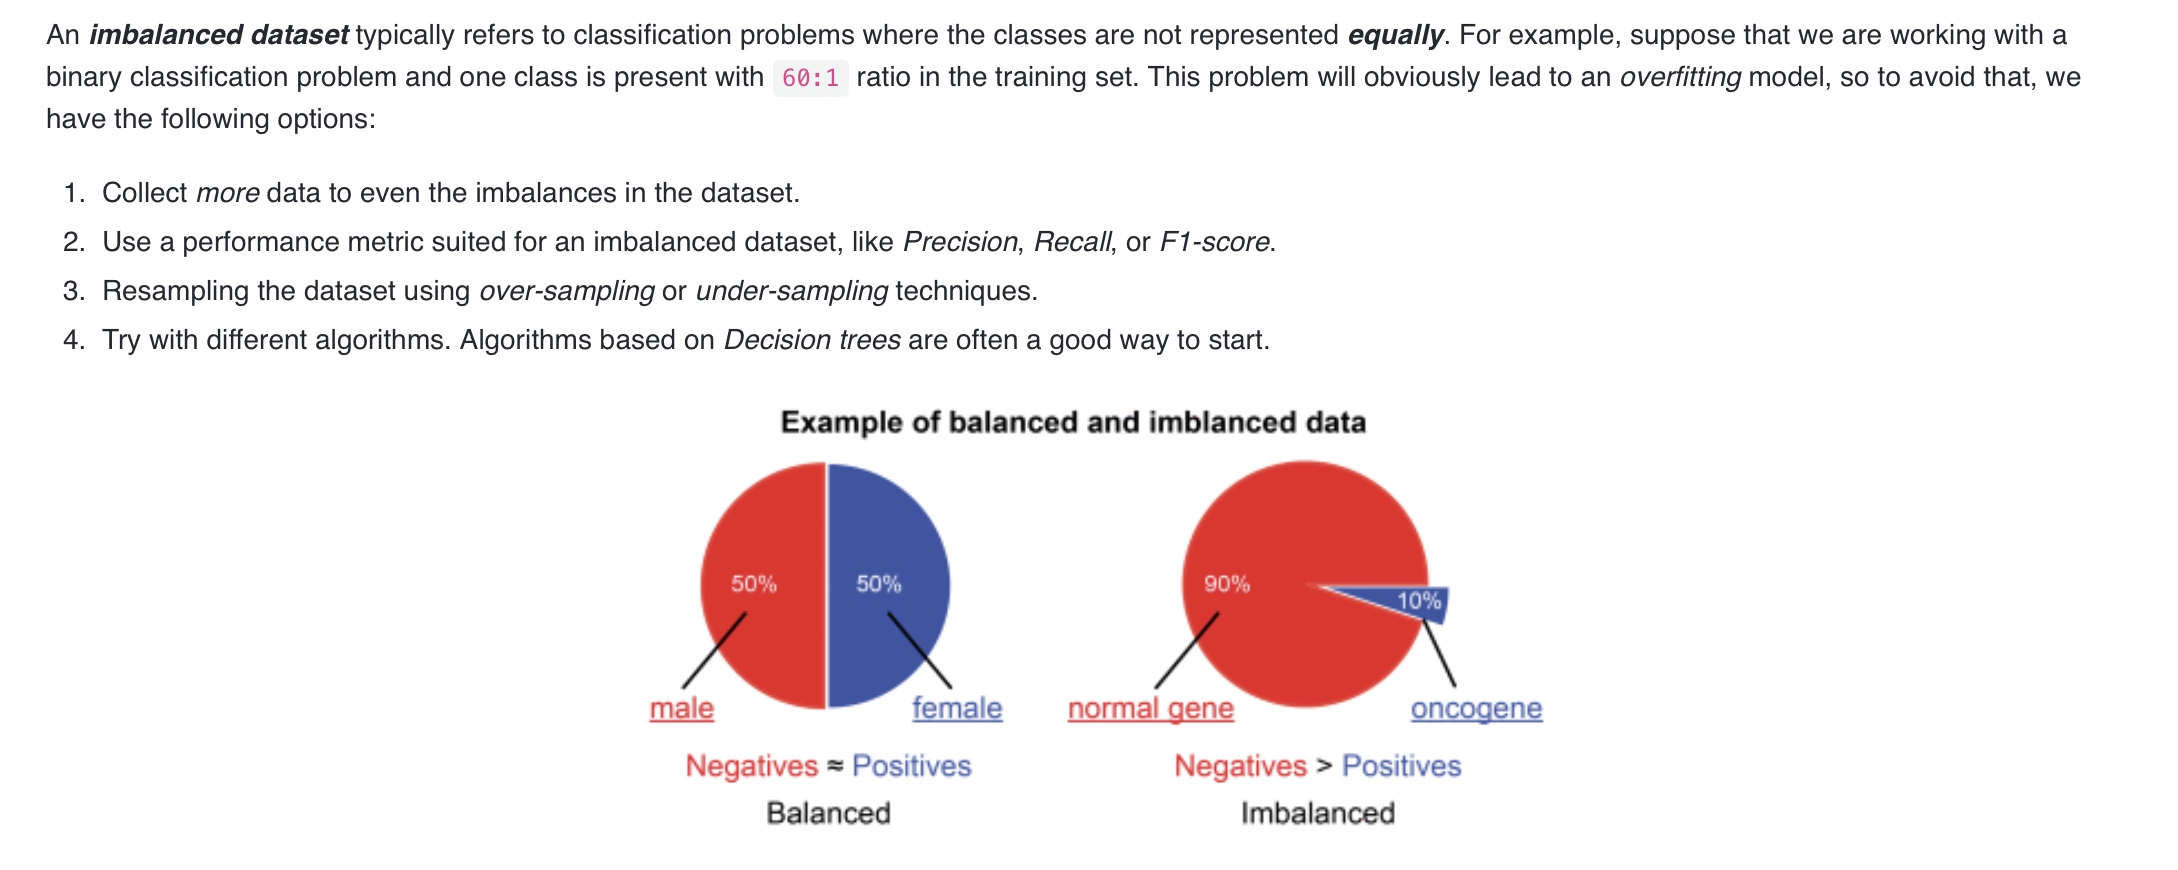 An imbalanced dataset typically refers to classification problems where the classes are not represented equally. For example, suppose that we are working with a
binary classification problem and one class is present with 60:1 ratio in the training set. This problem will obviously lead to an overfitting model, so to avoid that, we
have the following options:
1. Collect more data to even the imbalances in the dataset.
2. Use a performance metric suited for an imbalanced dataset, like Precision, Recall, or F1-score.
3. Resampling the dataset using over-sampling or under-sampling techniques.
4. Try with different algorithms. Algorithms based on Decision trees are often a good way to start.
Example of balanced and imblanced data
50% 50%
90% 10%
male female
normal gene oncogene
Negatives ≈ Positives
Negatives > Positives
Balanced
Imbalanced